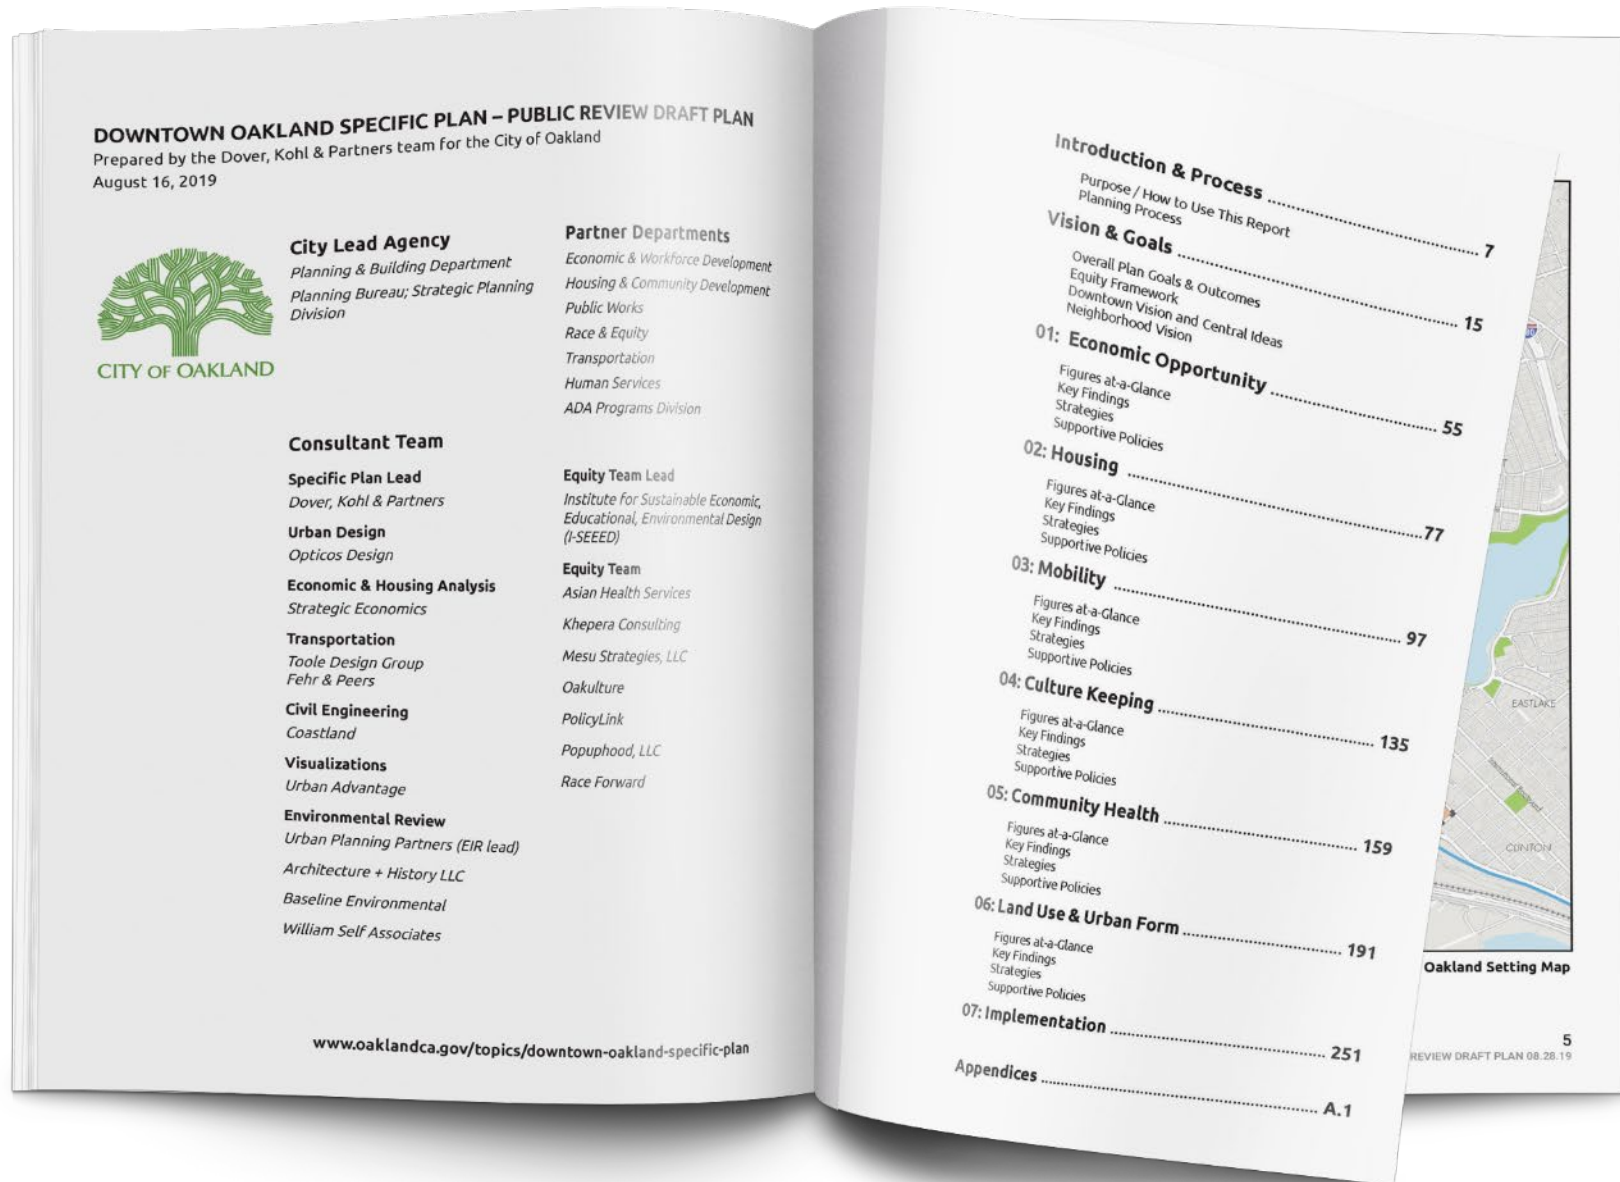 DOWNTOWN OAKLAND SPECIFIC PLAN – PUBLIC REVIEW DRAFT PLAN
Prepared by the Dover, Kohl & Partners team for the City of Oakland
August 16, 2019
CITY OF OAKLAND
City Lead Agency
Planning & Building Department
Planning Bureau; Strategic Planning
Division
Partner Departments
Economic & Workforce Development
Housing & Community Development
Public Works
Race & Equity
Transportation
Human Services
ADA Programs Division
Consultant Team
Specific Plan Lead
Dover, Kohl & Partners
Urban Design
Opticos Design
Economic & Housing Analysis
Strategic Economics
Transportation
Toole Design Group
Fehr & Peers
Civil Engineering
Coastland
Visualizations
Urban Advantage
Environmental Review
Urban Planning Partners (EIR lead)
Architecture + History LLC
Baseline Environmental
William Self Associates
Equity Team Lead
Institute for Sustainable Economic,
Educational, Environmental Design
(I-SEEED)
Equity Team
Asian Health Services
Khepera Consulting
Mesu Strategies, LLC
Oakulture
PolicyLink
Popuphood, LLC
Race Forward
www.oaklandca.gov/topics/downtown-oakland-specific-plan
Introduction & Process ........ 7
Purpose / How to Use This Report
Planning Process
Vision & Goals ........ 15
Overall Plan Goals & Outcomes
Equity Framework
Downtown Vision and Central Ideas
Neighborhood Vision
01: Economic Opportunity ........ 55
Figures at-a-Glance
Key Findings
Strategies
Supportive Policies
02: Housing ........ 77
Figures at-a-Glance
Key Findings
Strategies
Supportive Policies
03: Mobility ........ 97
Figures at-a-Glance
Key Findings
Strategies
Supportive Policies
04: Culture Keeping ........ 135
Figures at-a-Glance
Key Findings
Strategies
Supportive Policies
05: Community Health ........ 159
Figures at-a-Glance
Key Findings
Strategies
Supportive Policies
06: Land Use & Urban Form ........ 191
Figures at-a-Glance
Key Findings
Strategies
Supportive Policies
07: Implementation ........ 251
Appendices ........ A.1
EASTLAKE
International Boulevard
CLINTON
Oakland Setting Map
5
REVIEW DRAFT PLAN 08.28.19